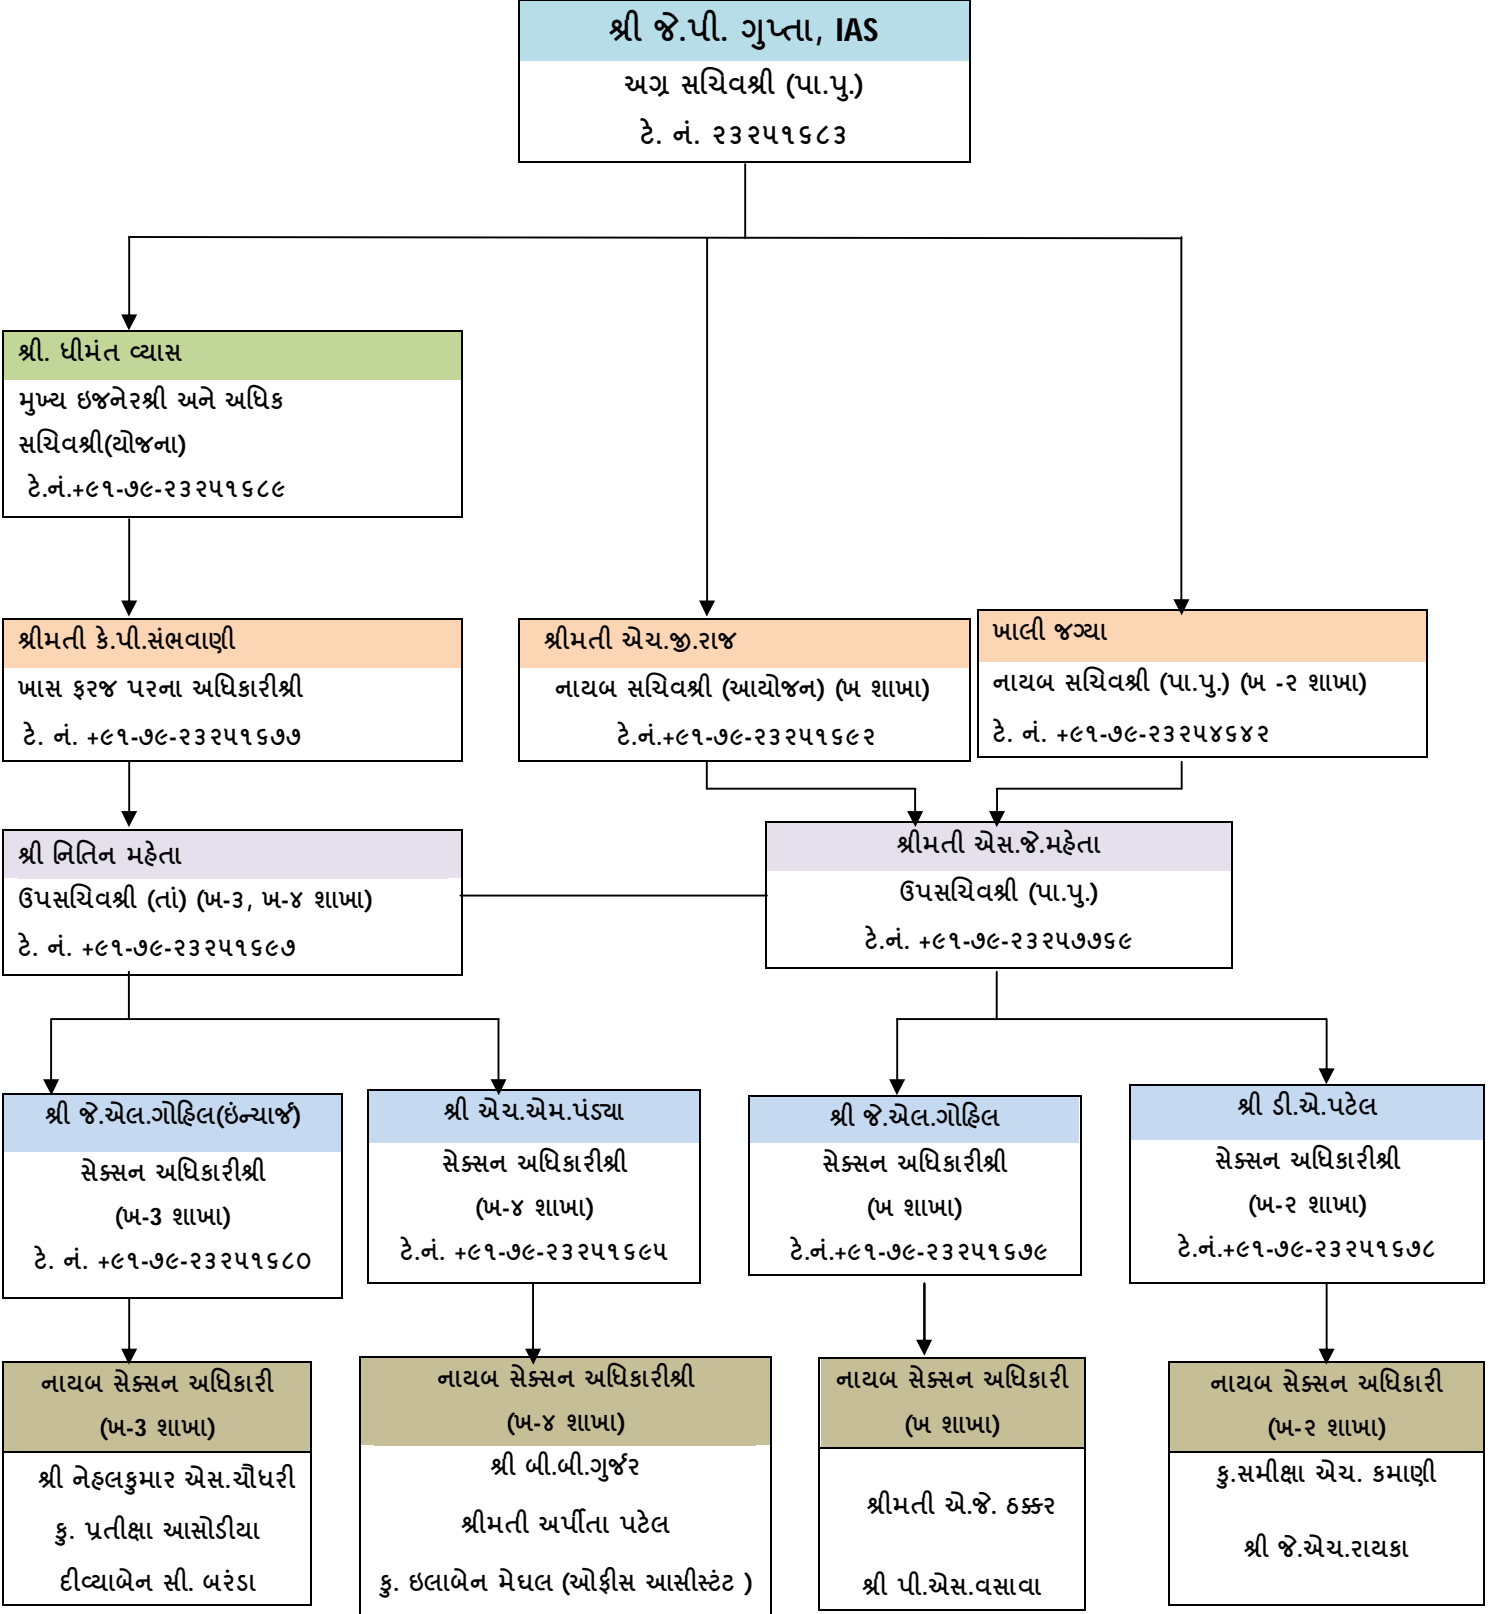 શ્રી જે.પી. ગુપ્તા, IAS
અગ્ર સચિવશ્રી (પા.પુ.)
ટે. નં. ૨૩૨૫૧૬૮૩
શ્રી. ધીમંત વ્યાસ
મુખ્ય ઇજનેરશ્રી અને અધિક
સચિવશ્રી(યોજના)
ટે.નં.+૯૧-૭૯-૨૩૨૫૧૬૮૯
શ્રીમતી કે.પી.સંભવાણી
ખાસ ફરજ પરના અધિકારીશ્રી
ટે. નં. +૯૧-૭૯-૨૩૨૫૧૬૭૭
શ્રીમતી એચ.જી.રાજ
નાયબ સચિવશ્રી (આયોજન) (ખ શાખા)
ટે.નં.+૯૧-૭૯-૨૩૨૫૧૬૯૨
ખાલી જગ્યા
નાયબ સચિવશ્રી (પા.પુ.) (ખ -૨ શાખા)
ટે. નં. +૯૧-૭૯-૨૩૨૫૪૬૪૨
શ્રી નિતિન મહેતા
ઉપસચિવશ્રી (તાં) (ખ-૩, ખ-૪ શાખા)
ટે. નં. +૯૧-૭૯-૨૩૨૫૧૬૯૭
શ્રીમતી એસ.જે.મહેતા
ઉપસચિવશ્રી (પા.પુ.)
ટે.નં. +૯૧-૭૯-૨૩૨૫૭૭૬૯
શ્રી જે.એલ.ગોહિલ(ઇંન્ચાર્જ)
સેક્સન અધિકારીશ્રી
(ખ-3 શાખા)
ટે. નં. +૯૧-૭૯-૨૩૨૫૧૬૮૦
શ્રી એચ.એમ.પંડ્યા
સેક્સન અધિકારીશ્રી
(ખ-૪ શાખા)
ટે.નં. +૯૧-૭૯-૨૩૨૫૧૬૯૫
શ્રી જે.એલ.ગોહિલ
સેક્સન અધિકારીશ્રી
(ખ શાખા)
ટે.નં.+૯૧-૭૯-૨૩૨૫૧૬૭૯
શ્રી ડી.એ.પટેલ
સેક્સન અધિકારીશ્રી
(ખ-૨ શાખા)
ટે.નં.+૯૧-૭૯-૨૩૨૫૧૬૭૮
નાયબ સેક્સન અધિકારી
(ખ-3 શાખા)
શ્રી નેહલકુમાર એસ.ચૌધરી
કુ. પ્રતીક્ષા આસોડીયા
દીવ્યાબેન સી. બરંડા
નાયબ સેક્સન અધિકારીશ્રી
(ખ-૪ શાખા)
શ્રી બી.બી.ગુર્જર
શ્રીમતી અર્પીતા પટેલ
કુ. ઇલાબેન મેઘલ (ઓફીસ આસીસ્ટંટ )
નાયબ સેક્સન અધિકારી
(ખ શાખા)
શ્રીમતી એ.જે. ઠક્કર
શ્રી પી.એસ.વસાવા
નાયબ સેક્સન અધિકારી
(ખ-૨ શાખા)
કુ.સમીક્ષા એચ. કમાણી
શ્રી જે.એચ.રાયકા